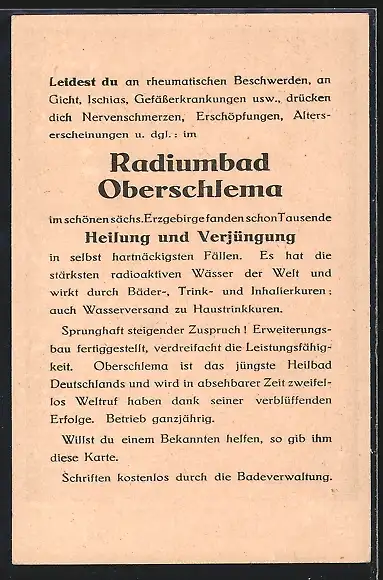 Leidest du an rheumatischen Beschwerden, an
Gicht, Ischias, Gefäßerkrankungen usw., drücken
dich Nervenschmerzen, Erschöpfungen, Alters-
erscheinungen u. dgl.: im
Radiumbad
Oberschlema
im schönen sächs. Erzgebirge fanden schon Tausende
Heilung und Verjüngung
in selbst hartnäckigsten Fällen. Es hat die
stärksten radioaktiven Wässer der Welt und
wirkt durch Bäder-, Trink- und Inhalierkuren;
auch Wasserversand zu Haustrinkkuren.
Sprunghaft steigender Zuspruch! Erweiterungs-
bau fertiggestellt, verdreifacht die Leistungsfähig-
keit. Oberschlema ist das jüngste Heilbad
Deutschlands und wird in absehbarer Zeit zweifel-
los Weltruf haben dank seiner verblüffenden
Erfolge. Betrieb ganzjährig.
Willst du einem Bekannten helfen, so gib ihm
diese Karte.
Schriften kostenlos durch die Badeverwaltung.